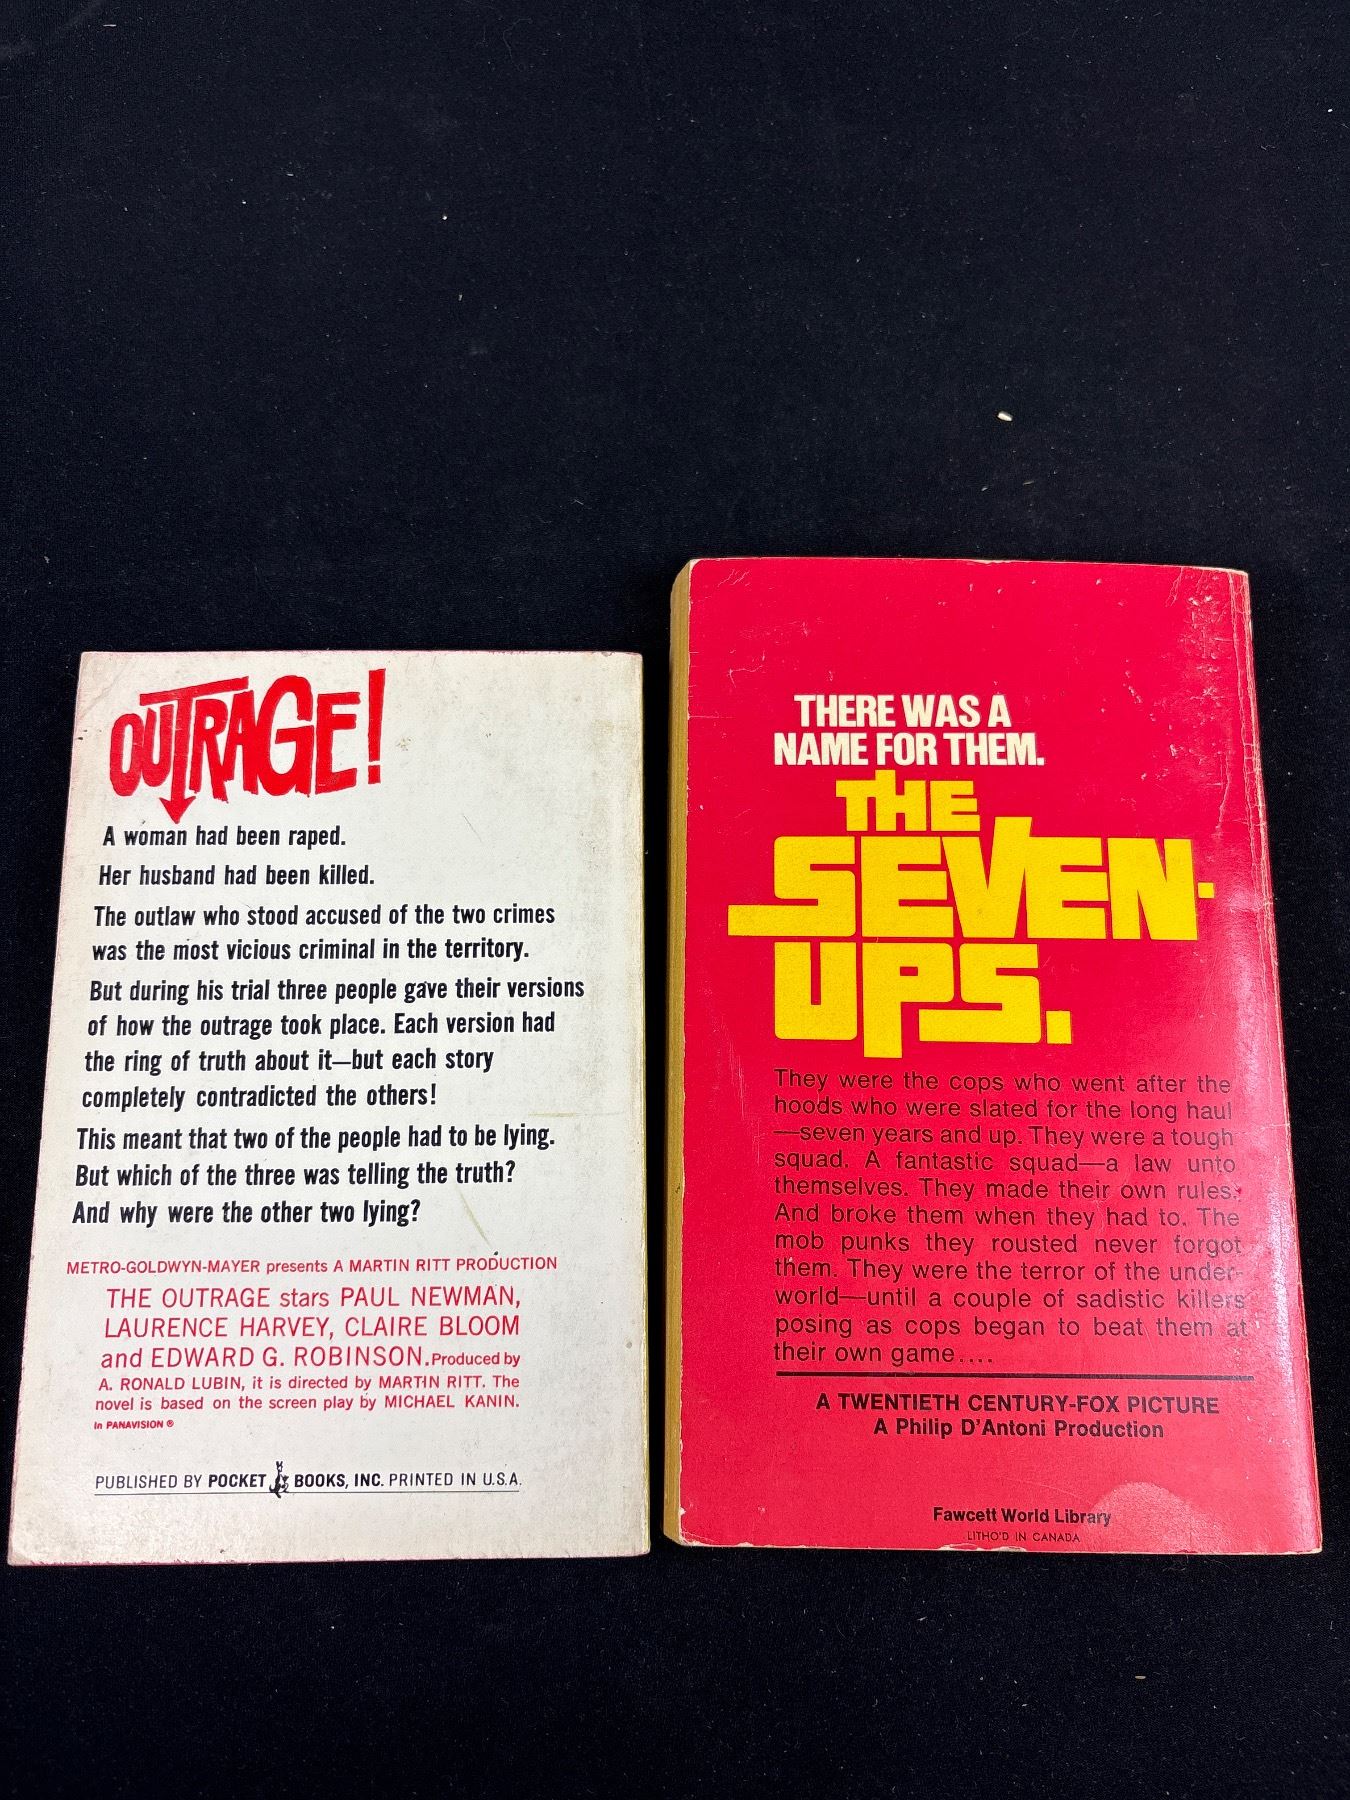 OUTRAGE!
A woman had been raped.
Her husband had been killed.
The outlaw who stood accused of the two crimes
was the most vicious criminal in the territory.
But during his trial three people gave their versions
of how the outrage took place. Each version had
the ring of truth about it—but each story
completely contradicted the others!
This meant that two of the people had to be lying.
But which of the three was telling the truth?
And why were the other two lying?
METRO-GOLDWYN-MAYER presents A MARTIN RITT PRODUCTION
THE OUTRAGE stars PAUL NEWMAN,
LAURENCE HARVEY, CLAIRE BLOOM
and EDWARD G. ROBINSON. Produced by
A. RONALD LUBIN, it is directed by MARTIN RITT. The
novel is based on the screen play by MICHAEL KANIN.
In PANAVISION ®
PUBLISHED BY POCKET BOOKS, INC. PRINTED IN U.S.A.
THERE WAS A
NAME FOR THEM.
THE
SEVEN-
UPS.
They were the cops who went after the
hoods who were slated for the long haul
—seven years and up. They were a tough
squad. A fantastic squad—a law unto
themselves. They made their own rules.
And broke them when they had to. The
mob punks they rousted never forgot
them. They were the terror of the under-
world—until a couple of sadistic killers
posing as cops began to beat them at
their own game....
A TWENTIETH CENTURY-FOX PICTURE
A Philip D'Antoni Production
Fawcett World Library
LITHO'D IN CANADA